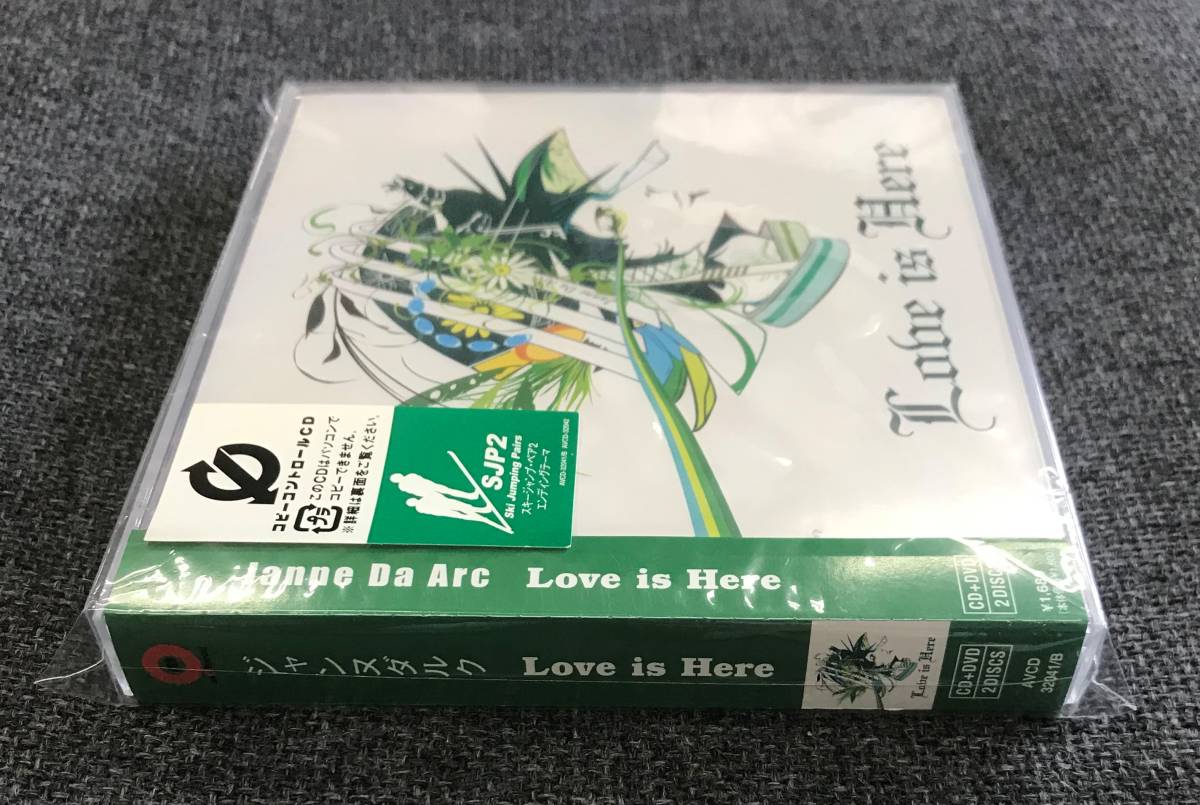 Love is Here
コピーコントロールCD
このCDはパソコンで
コピーできません。
※詳細は裏面をご覧ください。
SJP2
Ski Jumping Pairs
スキージャンプ・ペア2
エンディングテーマ
AVCD-32041/B AVCD-32042
Janne Da Arc Love is Here
CD+DVD
2DISCS
ジャンヌダルク Love is Here
Love is Here
CD+DVD
2DISCS
AVCD
32041/B